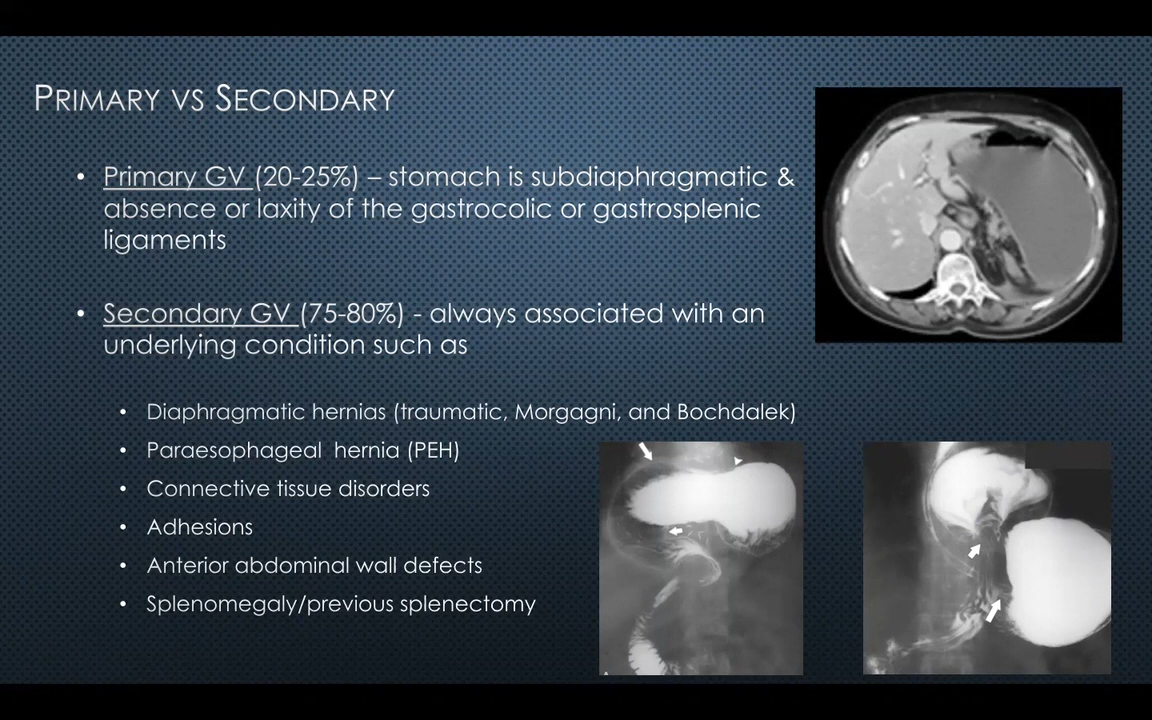 PRIMARY VS SECONDARY
• Primary GV (20-25%) – stomach is subdiaphragmatic &
absence or laxity of the gastrocolic or gastrosplenic
ligaments
• Secondary GV (75-80%) - always associated with an
underlying condition such as
• Diaphragmatic hernias (traumatic, Morgagni, and Bochdalek)
• Paraesophageal hernia (PEH)
• Connective tissue disorders
• Adhesions
• Anterior abdominal wall defects
• Splenomegaly/previous splenectomy